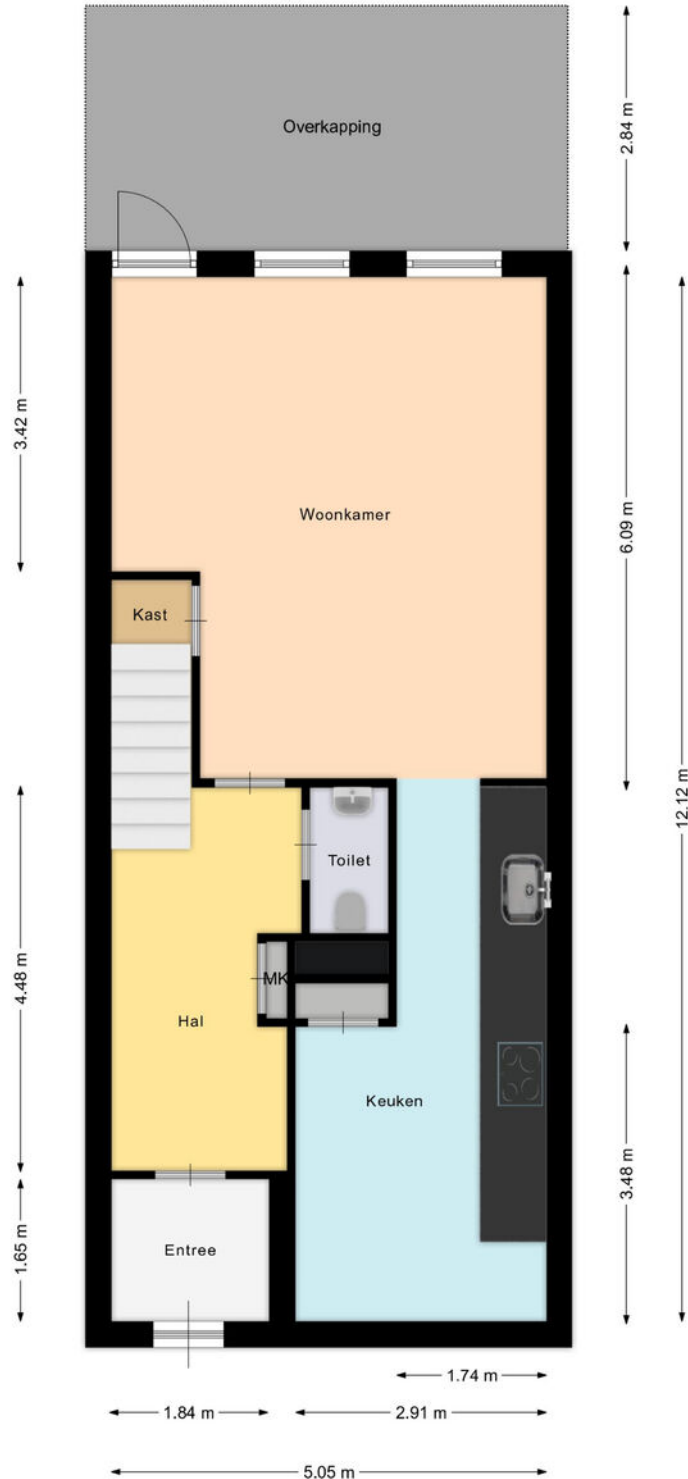 Overkapping
2.84 m
3.42 m
Woonkamer
6.09 m
12.12 m
Kast
Toilet
4.48 m
MK
Hal
Keuken
3.48 m
1.65 m
Entree
1.74 m
1.84 m
2.91 m
5.05 m